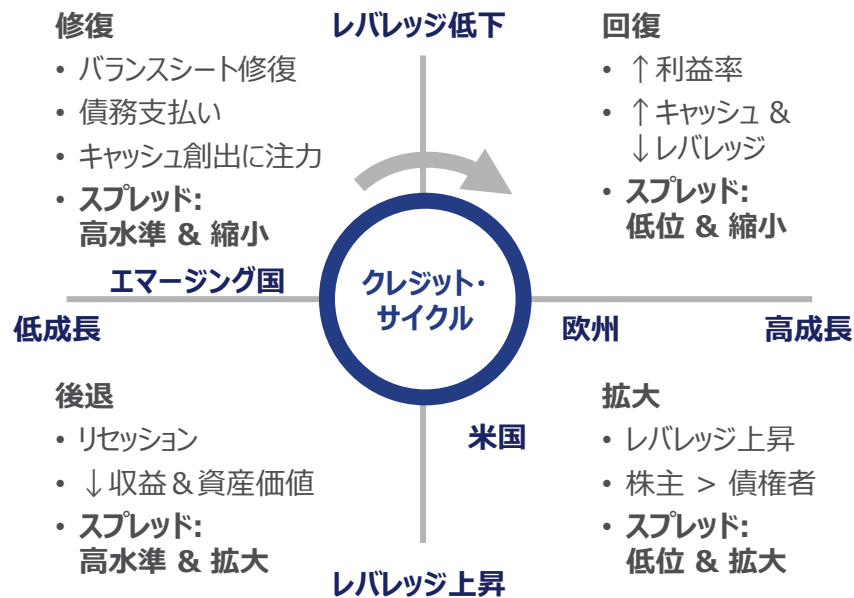 レバレッジ低下
修復
• バランスシート修復
• 債務支払い
• キャッシュ創出に注力
• スプレッド:
高水準 & 縮小
回復
• ↑利益率
• ↑キャッシュ &
↓レバレッジ
• スプレッド:
低位 & 縮小
エマージング国
低成長
クレジット・
サイクル
欧州
高成長
後退
• リセッション
• ↓収益&資産価値
• スプレッド:
高水準 & 拡大
米国
拡大
• レバレッジ上昇
• 株主 > 債権者
• スプレッド:
低位 & 拡大
レバレッジ上昇